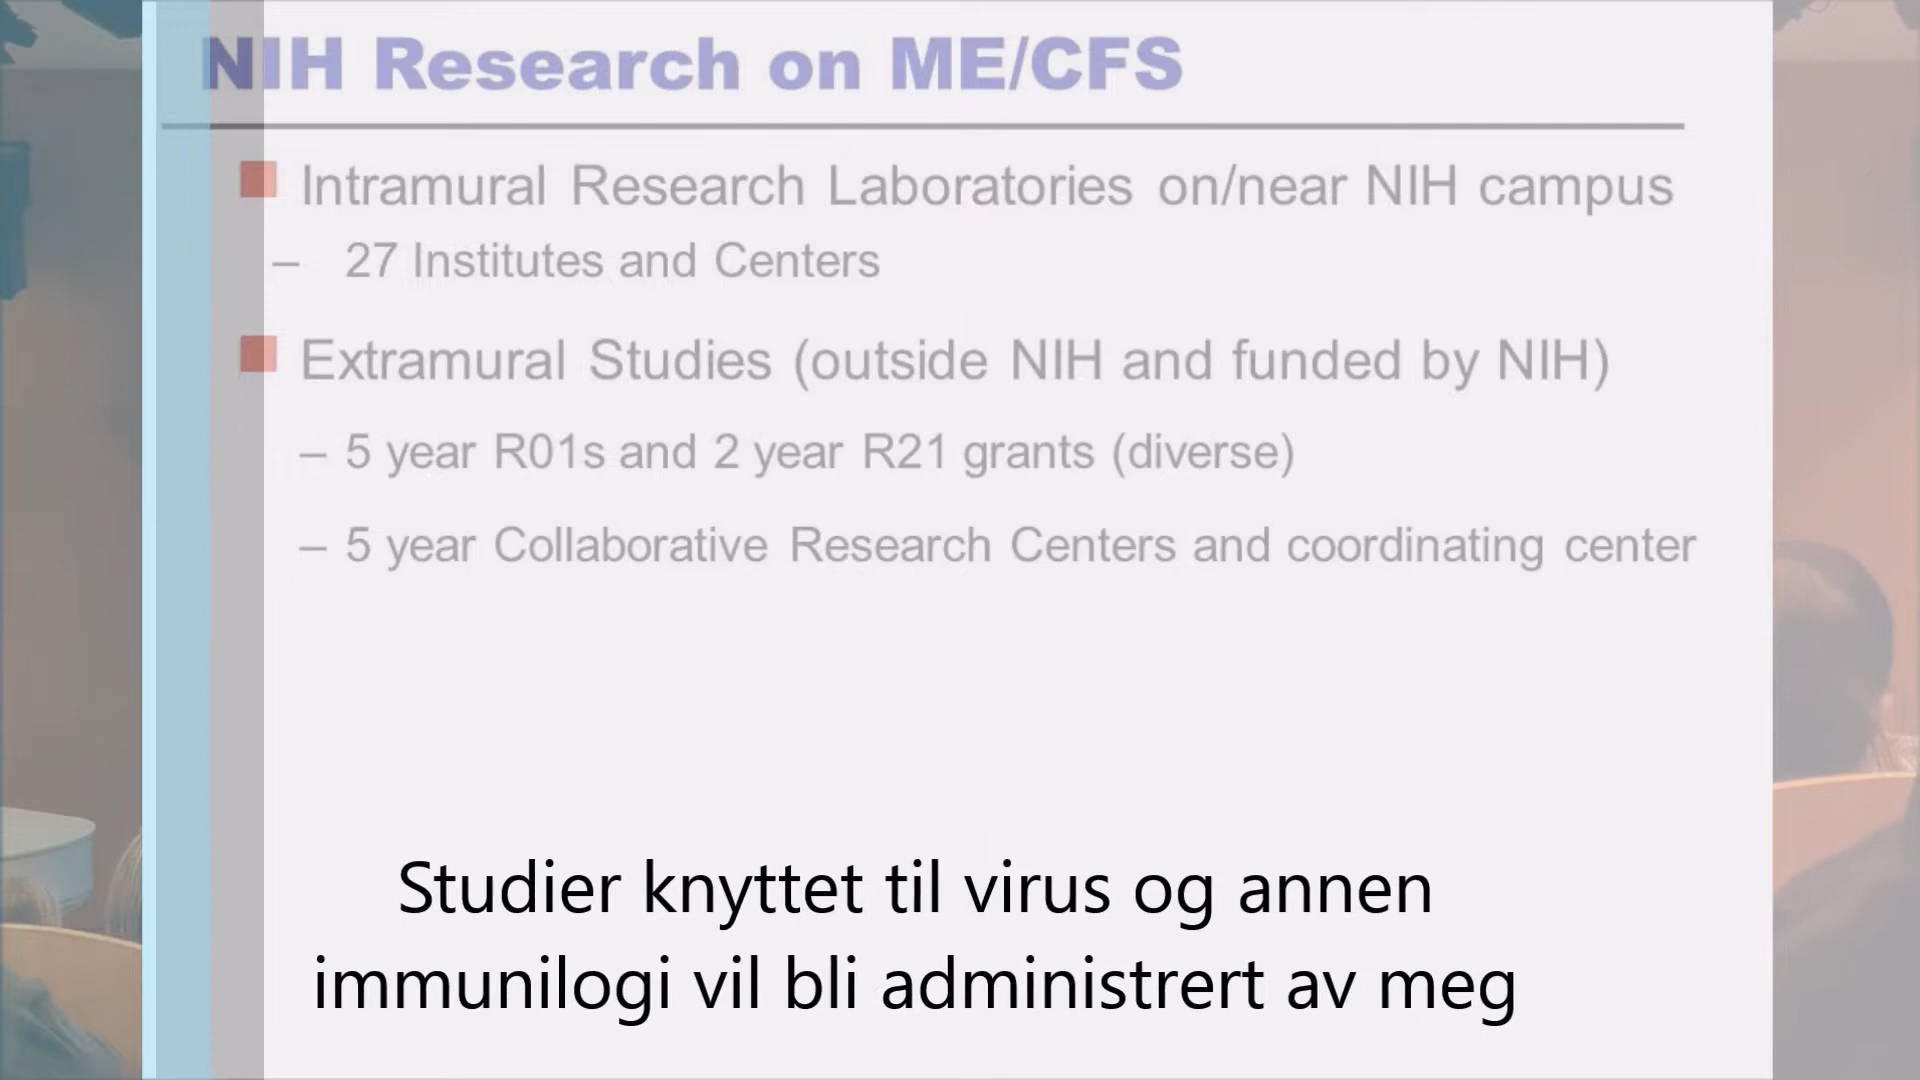 NIH Research on ME/CFS
Intramural Research Laboratories on/near NIH campus
– 27 Institutes and Centers
Extramural Studies (outside NIH and funded by NIH)
– 5 year R01s and 2 year R21 grants (diverse)
– 5 year Collaborative Research Centers and coordinating center
Studier knyttet til virus og annen
immunilogi vil bli administrert av meg